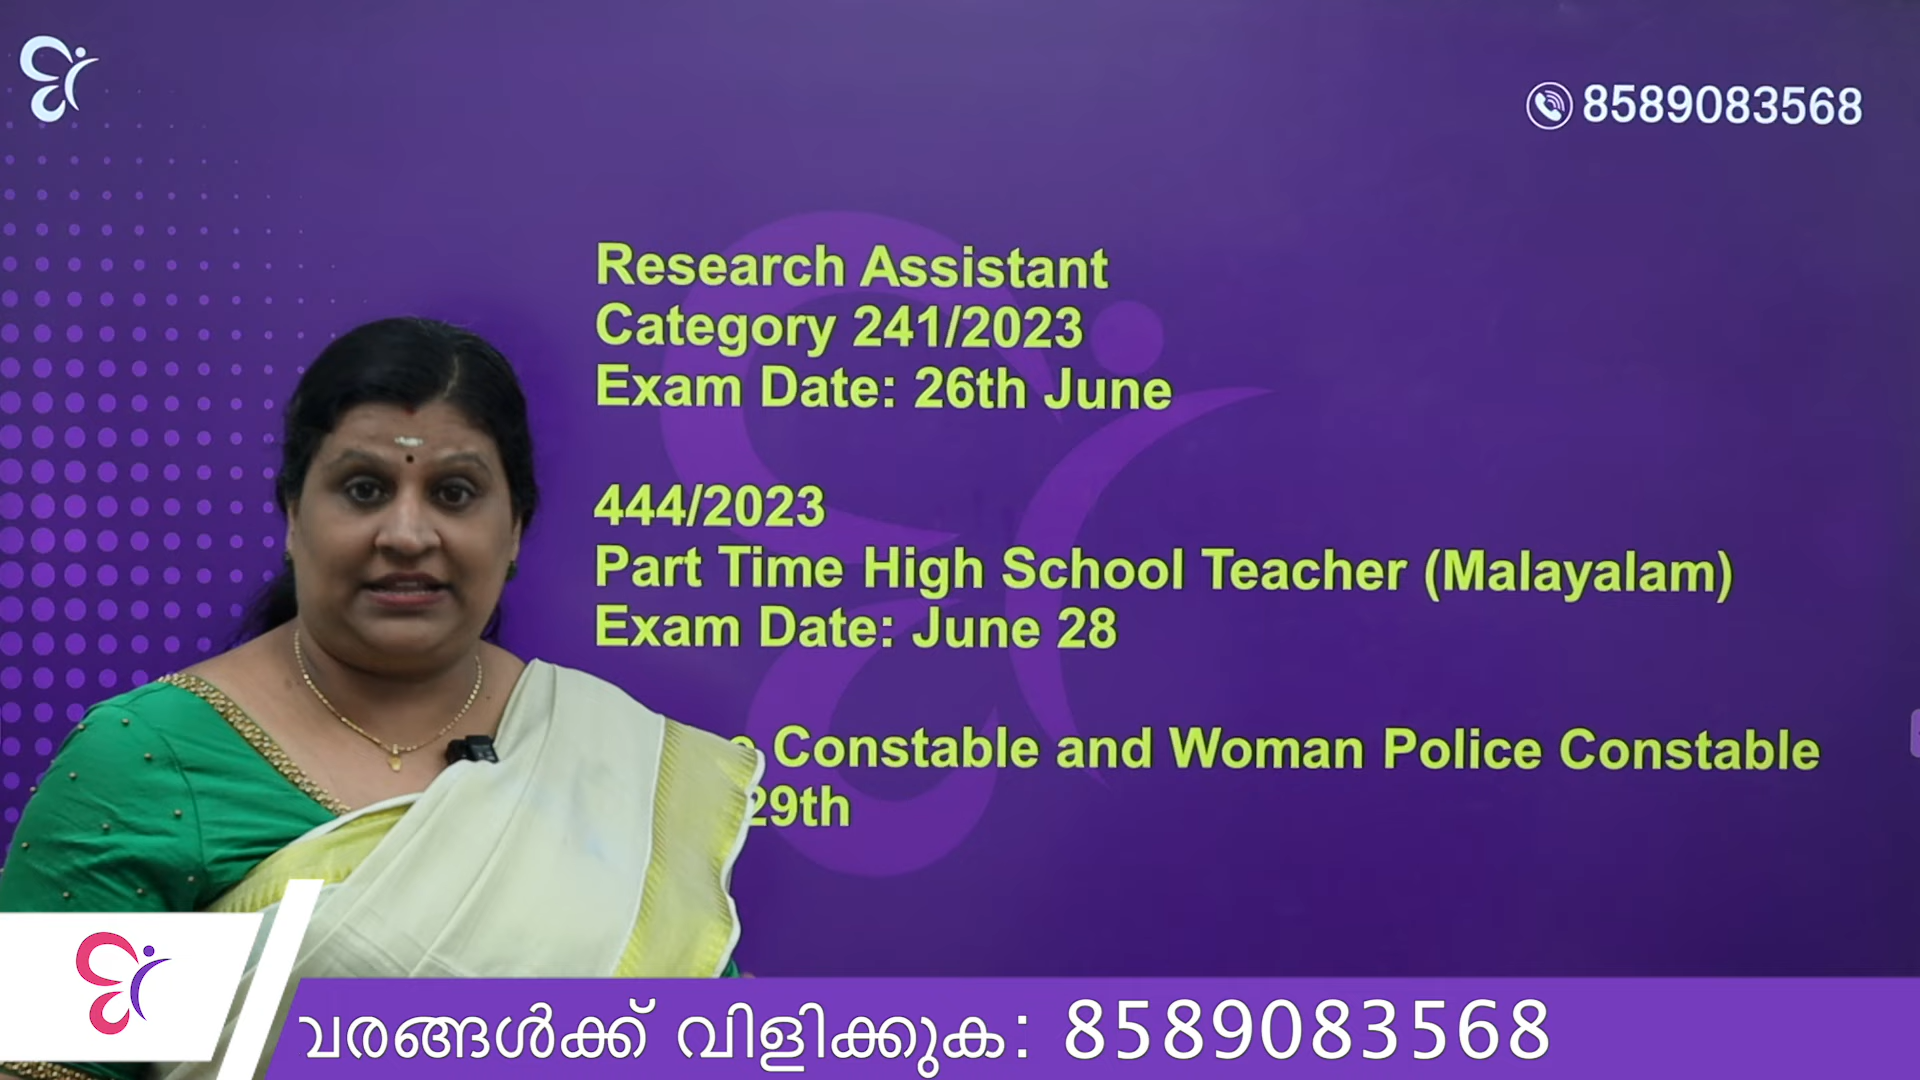 8589083568
Research Assistant
Category 241/2023
Exam Date: 26th June
444/2023
Part Time High School Teacher (Malayalam)
Exam Date: June 28
Constable and Woman Police Constable
29th
വരങ്ങൾക്ക് വിളിക്കുക: 8589083568